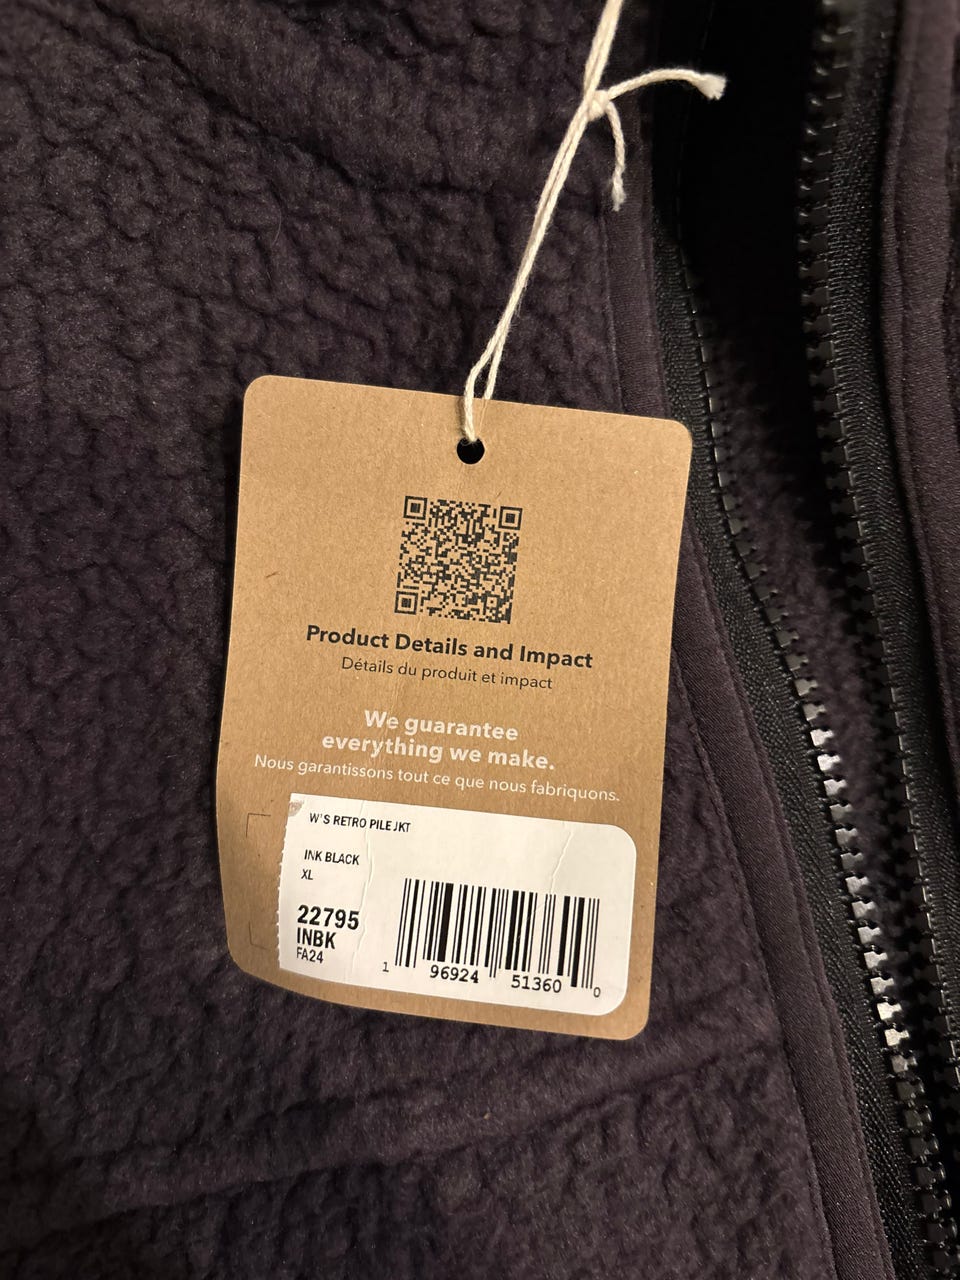 Product Details and Impact
Détails du produit et impact
We guarantee
everything we make.
Nous garantissons tout ce que nous fabriquons.
W'S RETRO PILE JKT
INK BLACK
XL
22795
INBK
FA24
1 96924 51360 0